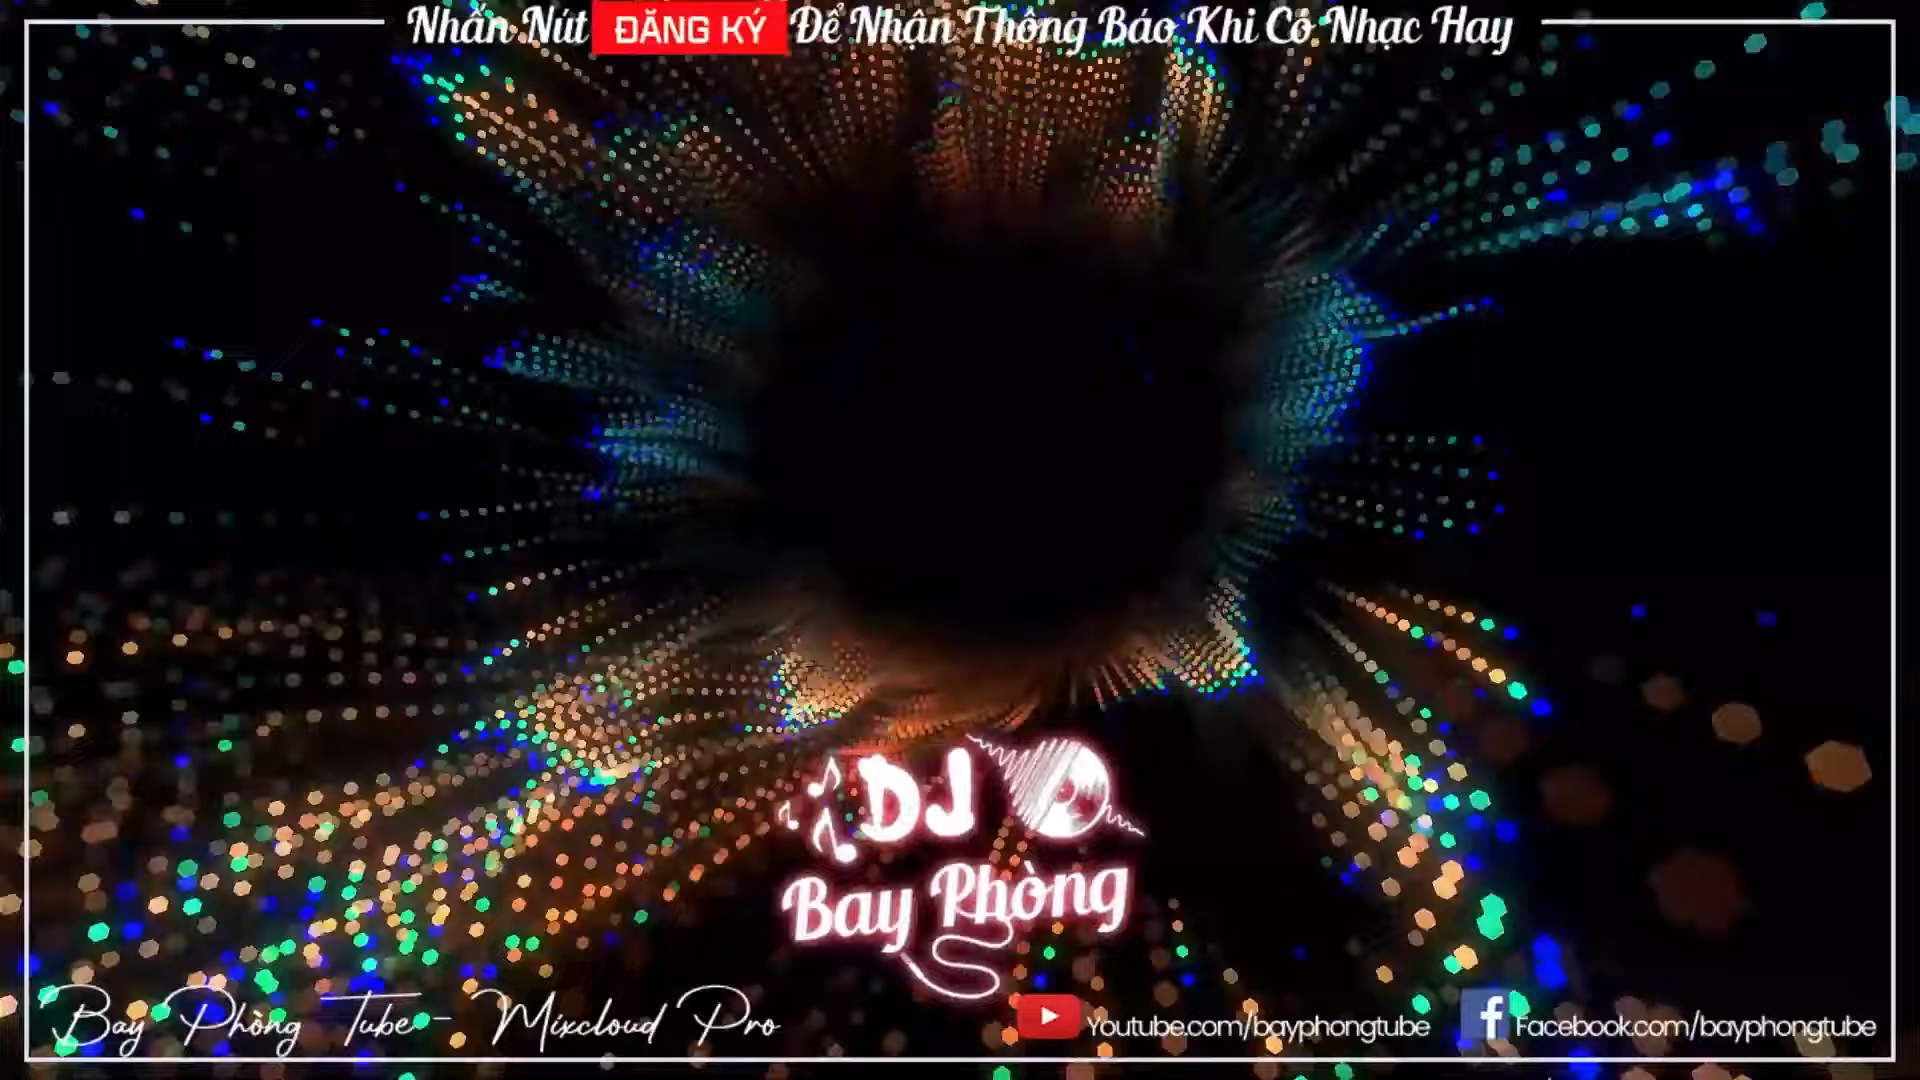 Nhấn Nút ĐĂNG KÝ Để Nhận Thông Báo Khi Có Nhạc Hay
DJ
Bay Phòng
Bay Phòng Tube - Mixcloud Pro
Youtube.com/bayphongtube
Facebook.com/bayphongtube